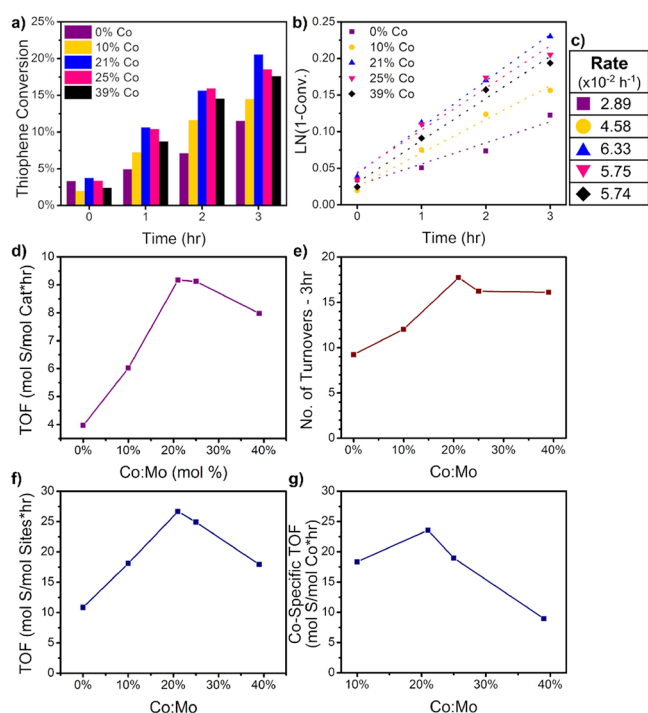 a)
25%
20%
15%
10%
5%
0%
Thiophene Conversion
0% Co
10% Co
21% Co
25% Co
39% Co
0
1
2
3
Time (hr)
b)
0.25
0.20
0.15
0.10
0.05
0.00
LN(1-Conv.)
0% Co
10% Co
21% Co
25% Co
39% Co
0
1
2
3
Time (hr)
c)
Rate
(x10⁻² h⁻¹)
2.89
4.58
6.33
5.75
5.74
d)
10
9
8
7
6
5
4
TOF (mol S/mol Cat*hr)
0%
10%
20%
30%
40%
Co:Mo (mol %)
e)
20
15
10
5
0
No. of Turnovers - 3hr
0%
10%
20%
30%
40%
Co:Mo
f)
30
25
20
15
10
5
0
TOF (mol S/mol Sites*hr)
0%
10%
20%
30%
40%
Co:Mo
g)
30
25
20
15
10
5
0
Co-Specific TOF
(mol S/mol Co*hr)
10%
20%
30%
40%
Co:Mo